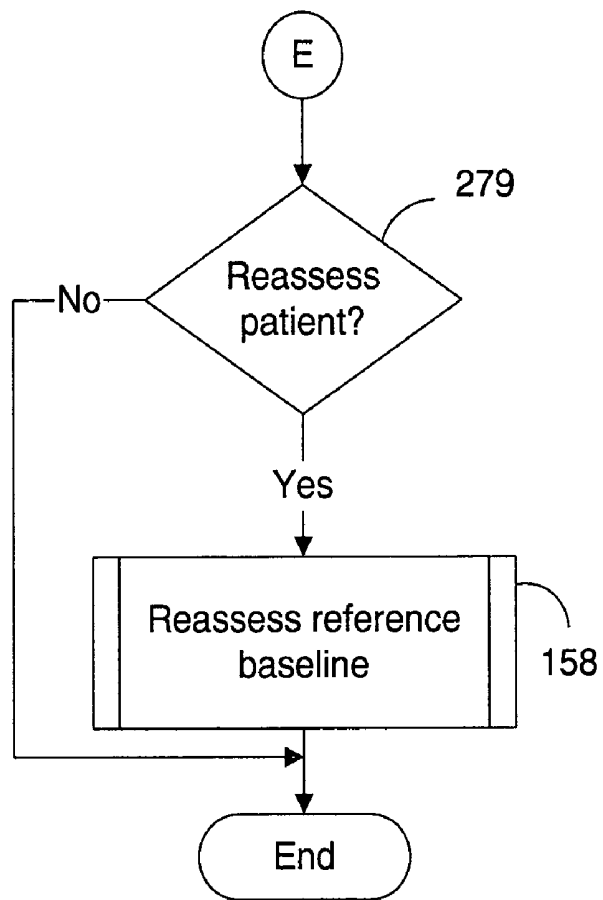 E
279
Reassess
patient?
No
Yes
Reassess reference
baseline
158
End